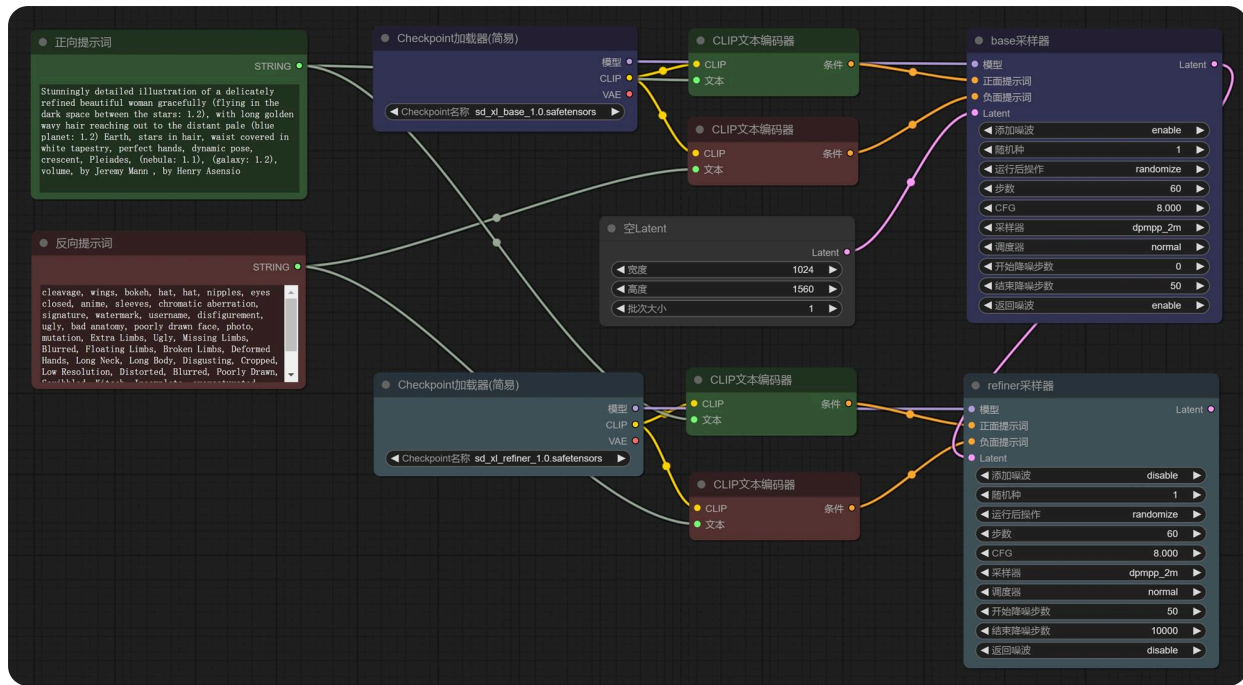 正向提示词
STRING
Stunningly detailed illustration of a delicately
refined beautiful woman gracefully (flying in the
dark space between the stars: 1.2), with long golden
wavy hair reaching out to the distant pale (blue
planet: 1.2) Earth, stars in hair, waist covered in
white tapestry, perfect hands, dynamic pose,
crescent, Pleiades, (nebula: 1.1), (galaxy: 1.2),
volume, by Jeremy Mann , by Henry Asensio
反向提示词
STRING
cleavage, wings, bokeh, hat, hat, nipples, eyes
closed, anime, sleeves, chromatic aberration,
signature, watermark, username, disfigurement,
ugly, bad anatomy, poorly drawn face, photo,
mutation, Extra Limbs, Ugly, Missing Limbs,
Blurred, Floating Limbs, Broken Limbs, Deformed
Hands, Long Neck, Long Body, Disgusting, Cropped,
Low Resolution, Distorted, Blurred, Poorly Drawn,
Checkpoint加载器(简易)
模型
CLIP
VAE
Checkpoint名称 sd_xl_base_1.0.safetensors
CLIP文本编码器
CLIP 条件
文本
CLIP文本编码器
CLIP 条件
文本
空Latent
Latent
宽度 1024
高度 1560
批次大小 1
base采样器
模型 Latent
正面提示词
负面提示词
Latent
添加噪波 enable
随机种 1
运行后操作 randomize
步数 60
CFG 8.000
采样器 dpmpp_2m
调度器 normal
开始降噪步数 0
结束降噪步数 50
返回噪波 enable
Checkpoint加载器(简易)
模型
CLIP
VAE
Checkpoint名称 sd_xl_refiner_1.0.safetensors
CLIP文本编码器
CLIP 条件
文本
CLIP文本编码器
CLIP 条件
文本
refiner采样器
模型 Latent
正面提示词
负面提示词
Latent
添加噪波 disable
随机种 1
运行后操作 randomize
步数 60
CFG 8.000
采样器 dpmpp_2m
调度器 normal
开始降噪步数 50
结束降噪步数 10000
返回噪波 disable